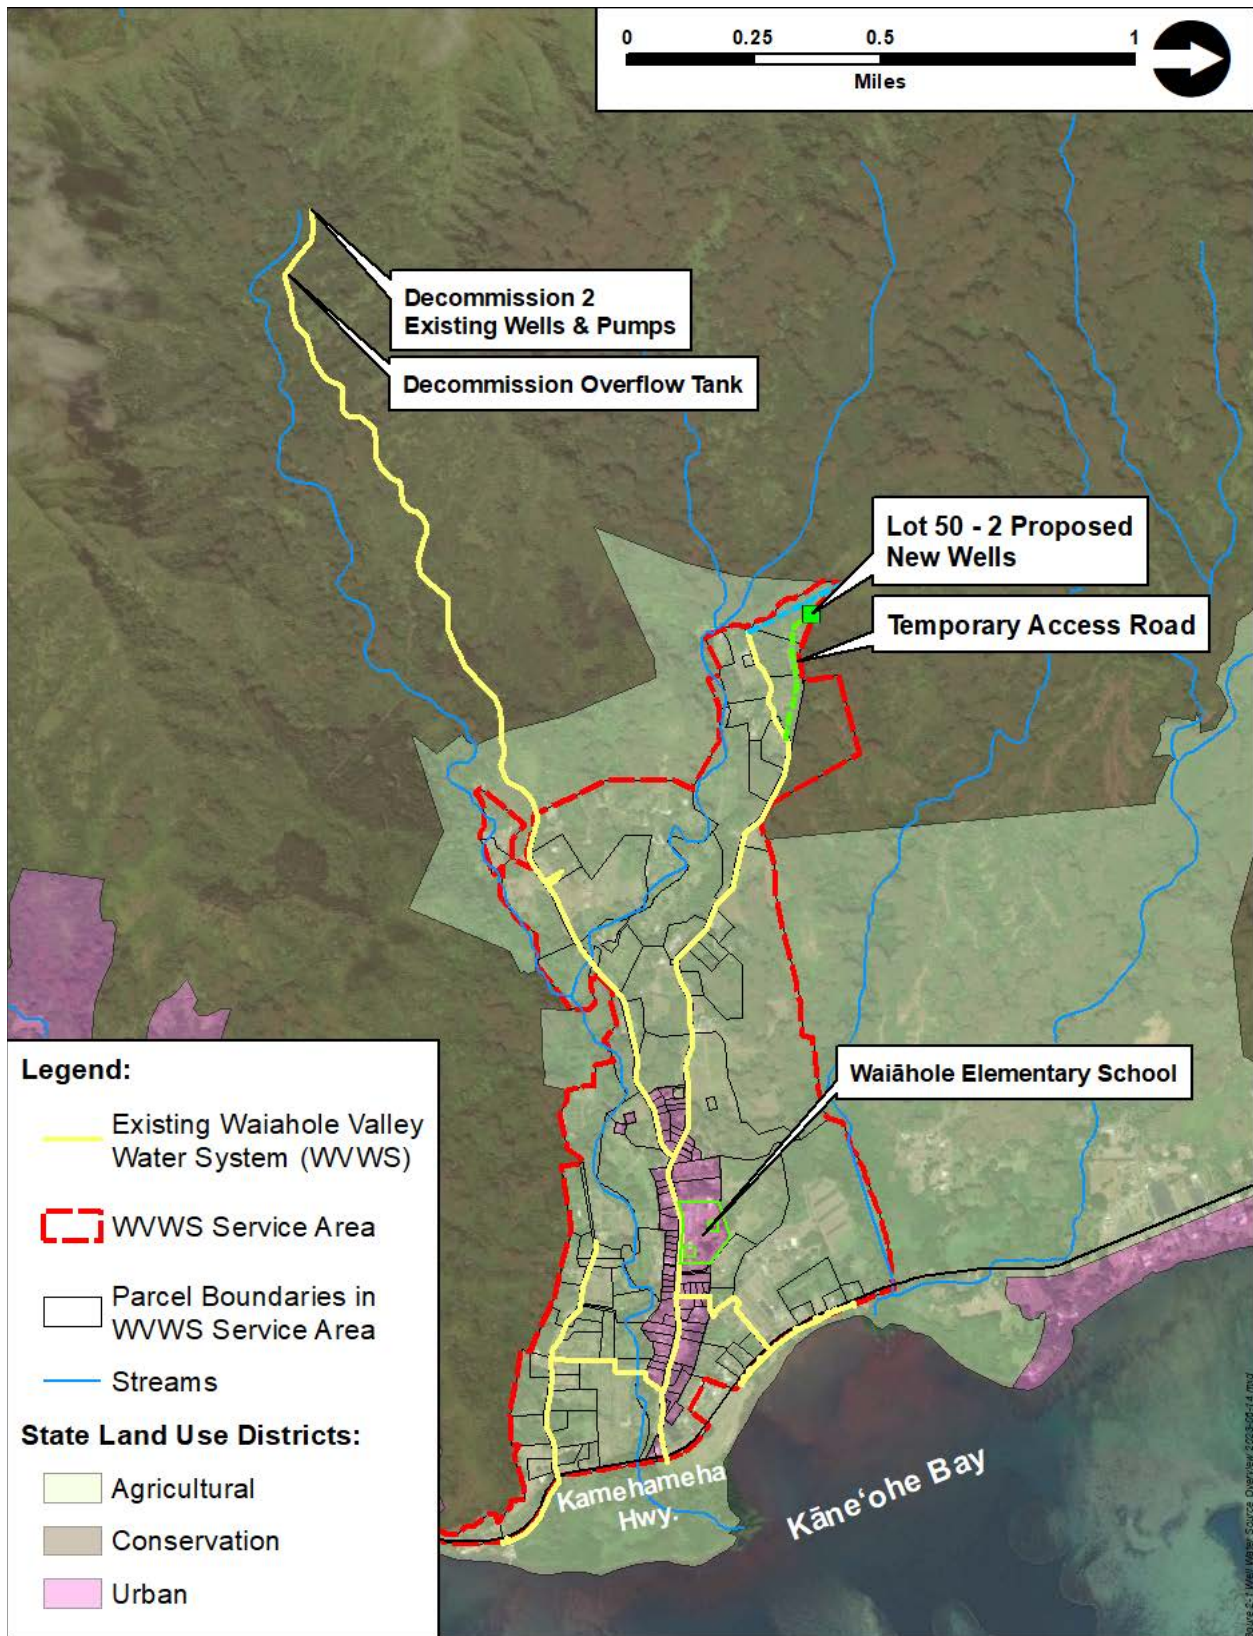 0 0.25 0.5 1
Miles
Decommission 2
Existing Wells & Pumps
Decommission Overflow Tank
Lot 50 - 2 Proposed
New Wells
Temporary Access Road
Waiāhole Elementary School
Legend:
Existing Waiahole Valley
Water System (WVWS)
WVWS Service Area
Parcel Boundaries in
WVWS Service Area
Streams
State Land Use Districts:
Agricultural
Conservation
Urban
Kamehameha
Hwy.
Kāneʻohe Bay